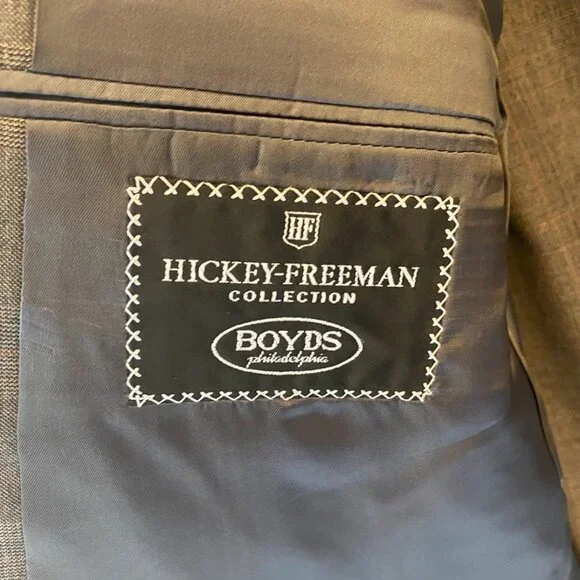 HF
HICKEY-FREEMAN
COLLECTION
BOYDS
philadelphia